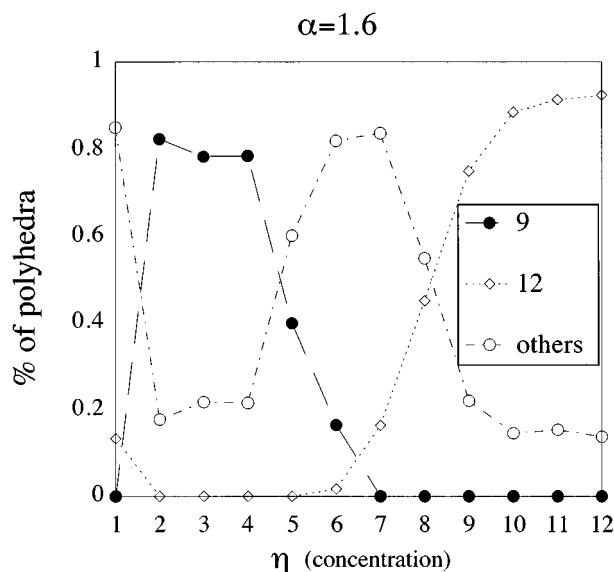 α=1.6
1
0.8
0.6
0.4
0.2
0
% of polyhedra
9
12
others
1 2 3 4 5 6 7 8 9 10 11 12
η (concentration)